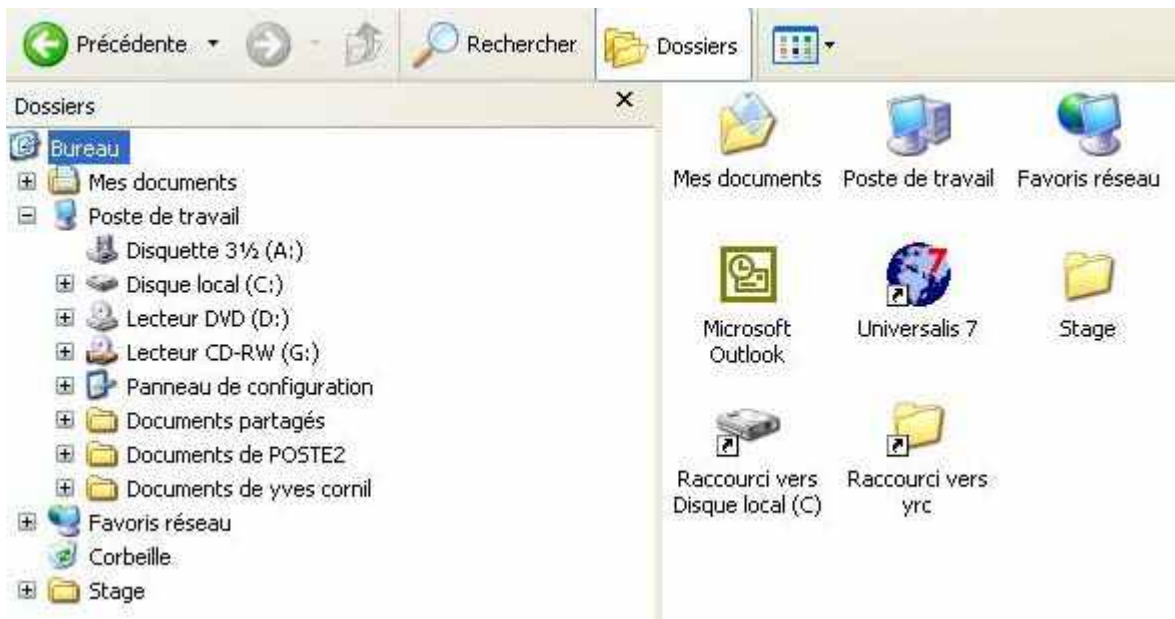 Précédente
Rechercher
Dossiers
Dossiers
Bureau
Mes documents
Poste de travail
Disquette 3½ (A:)
Disque local (C:)
Lecteur DVD (D:)
Lecteur CD-RW (G:)
Panneau de configuration
Documents partagés
Documents de POSTE2
Documents de yves cornil
Favoris réseau
Corbeille
Stage
Mes documents
Poste de travail
Favoris réseau
Microsoft
Outlook
Universalis 7
Stage
Raccourci vers
Disque local (C)
Raccourci vers
yrc